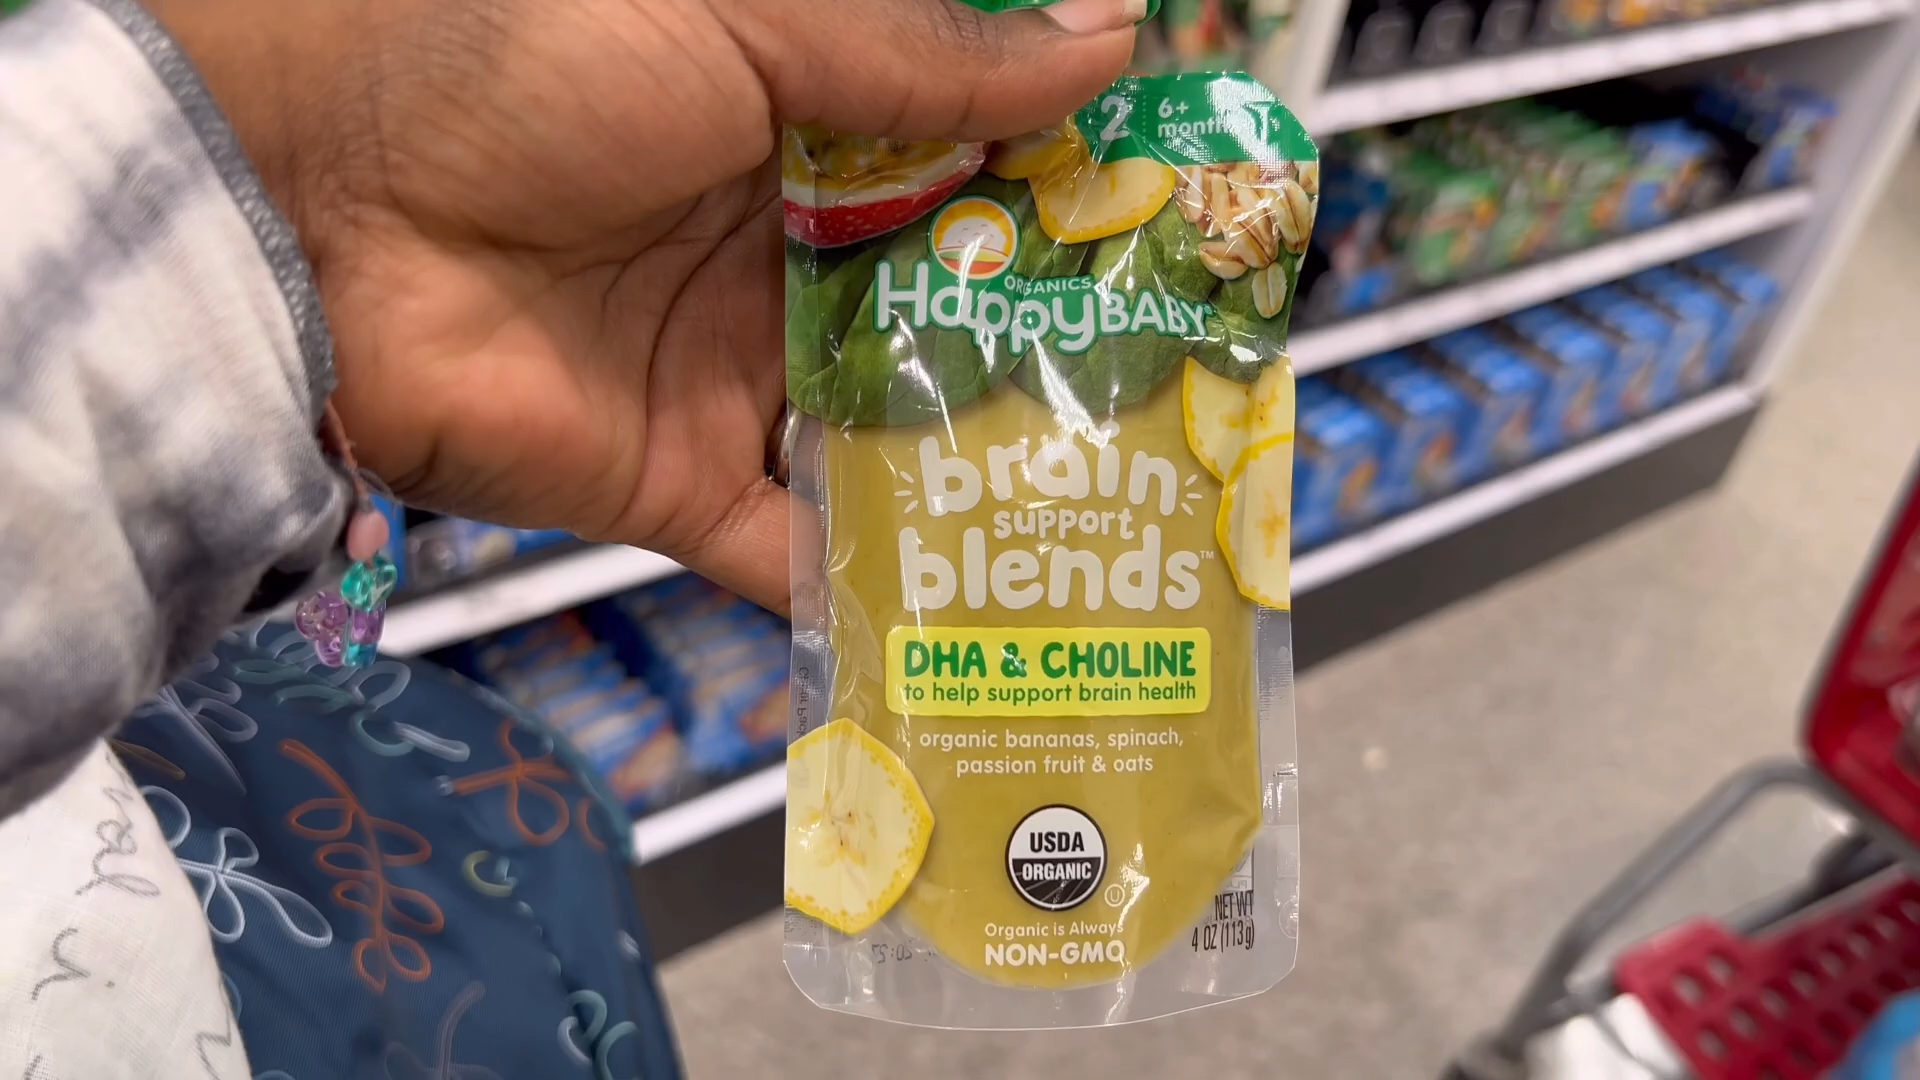 2
6+
months
ORGANICS
HappyBABY
brain
support
blends™
DHA & CHOLINE
to help support brain health
organic bananas, spinach,
passion fruit & oats
USDA
ORGANIC
U
Organic is Always
NON-GMO
NET WT
4 OZ (113g)